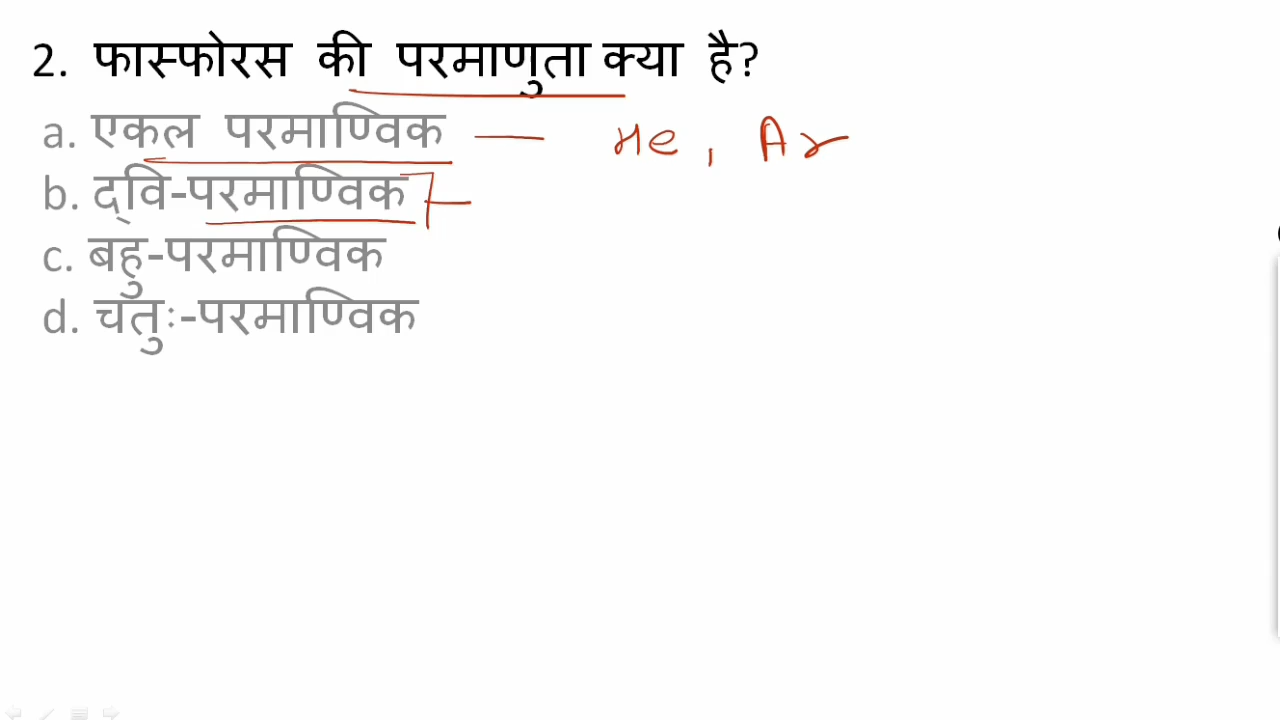 2. फास्फोरस की परमाणुता क्या है?
a. एकल परमाण्विक — He, Ar
b. द्वि-परमाण्विक
c. बहु-परमाण्विक
d. चतुः-परमाण्विक